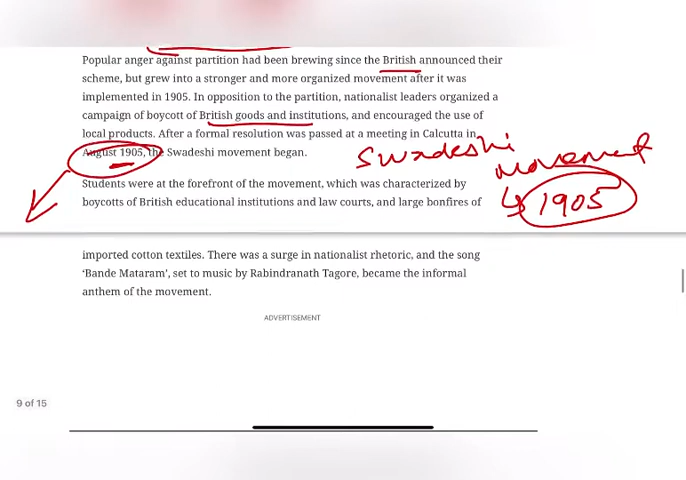 Popular anger against partition had been brewing since the British announced their
scheme, but grew into a stronger and more organized movement after it was
implemented in 1905. In opposition to the partition, nationalist leaders organized a
campaign of boycott of British goods and institutions, and encouraged the use of
local products. After a formal resolution was passed at a meeting in Calcutta in
August 1905, the Swadeshi movement began.
Swadeshi
movement
↳ 1905
Students were at the forefront of the movement, which was characterized by
boycotts of British educational institutions and law courts, and large bonfires of
imported cotton textiles. There was a surge in nationalist rhetoric, and the song
‘Bande Mataram’, set to music by Rabindranath Tagore, became the informal
anthem of the movement.
ADVERTISEMENT
9 of 15